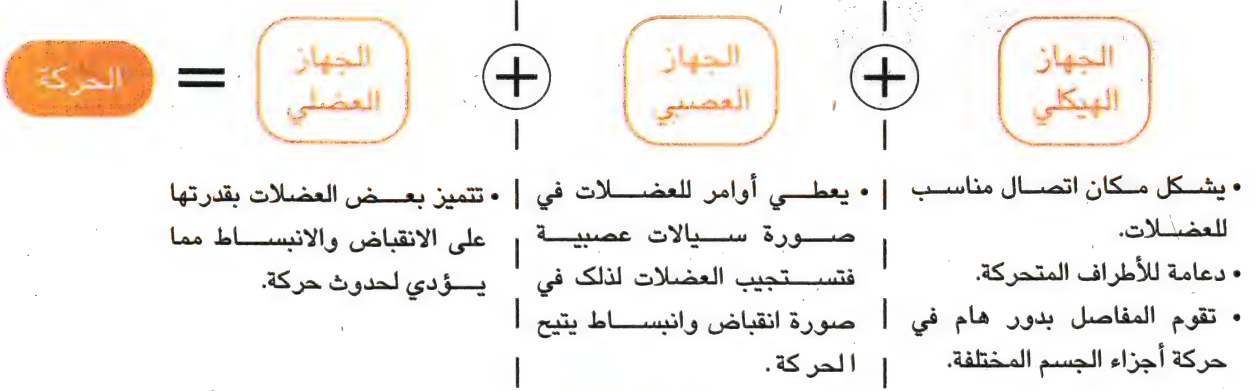 الجهاز
الهيكلي
+
الجهاز
العصبي
+
الجهاز
العضلي
=
الحركة
• يشكل مكان اتصال مناسب
للعضلات.
• دعامة للأطراف المتحركة.
• تقوم المفاصل بدور هام في
حركة أجزاء الجسم المختلفة.
• يعطي أوامر للعضلات في
صورة سيالات عصبية
فتستجيب العضلات لذلك في
صورة انقباض وانبساط يتيح
الحركة.
• تتميز بعض العضلات بقدرتها
على الانقباض والانبساط مما
يؤدي لحدوث حركة.